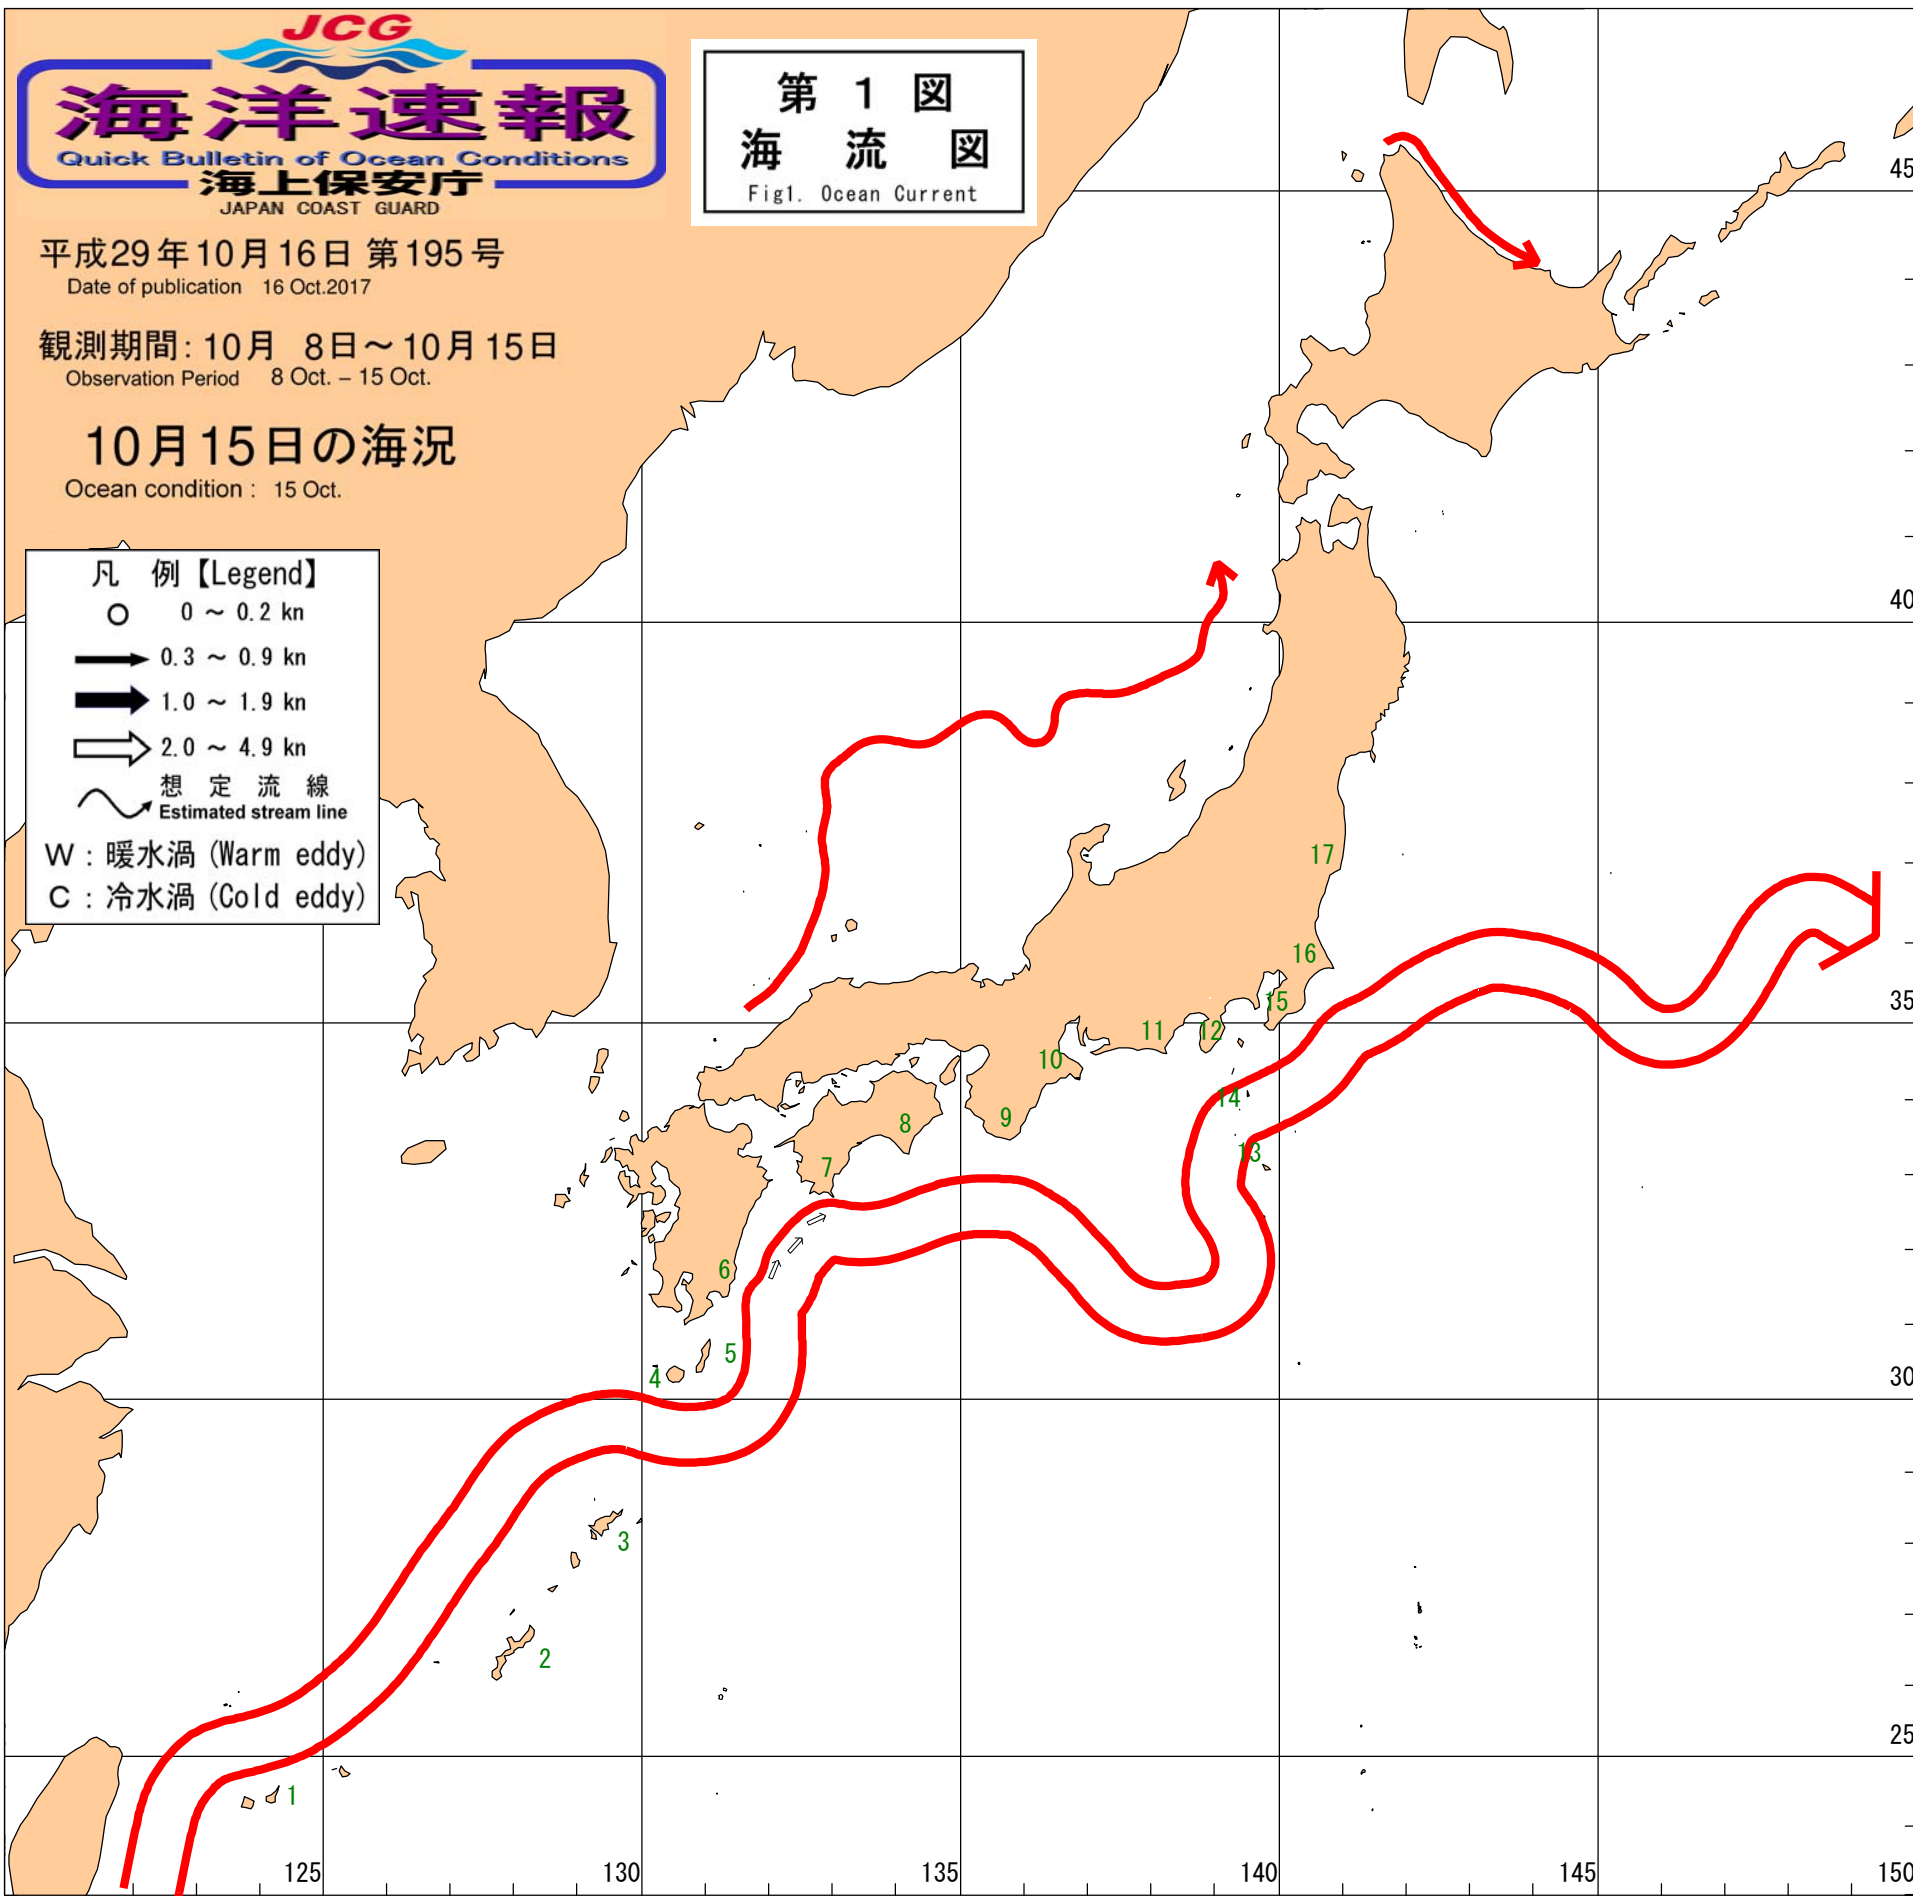 JCG
海洋速報
Quick Bulletin of Ocean Conditions
海上保安庁
JAPAN COAST GUARD
第 1 図
海 流 図
Fig1. Ocean Current
平成29年10月16日 第195号
Date of publication 16 Oct.2017
観測期間: 10月 8日～10月15日
Observation Period 8 Oct. – 15 Oct.
10月15日の海況
Ocean condition : 15 Oct.
凡 例【Legend】
0 ～ 0.2 kn
0.3 ～ 0.9 kn
1.0 ～ 1.9 kn
2.0 ～ 4.9 kn
想 定 流 線
Estimated stream line
W : 暖水渦 (Warm eddy)
C : 冷水渦 (Cold eddy)
45
40
35
30
25
17
16
15
14
13
12
11
10
9
8
7
6
5
4
3
2
1
125
130
135
140
145
150